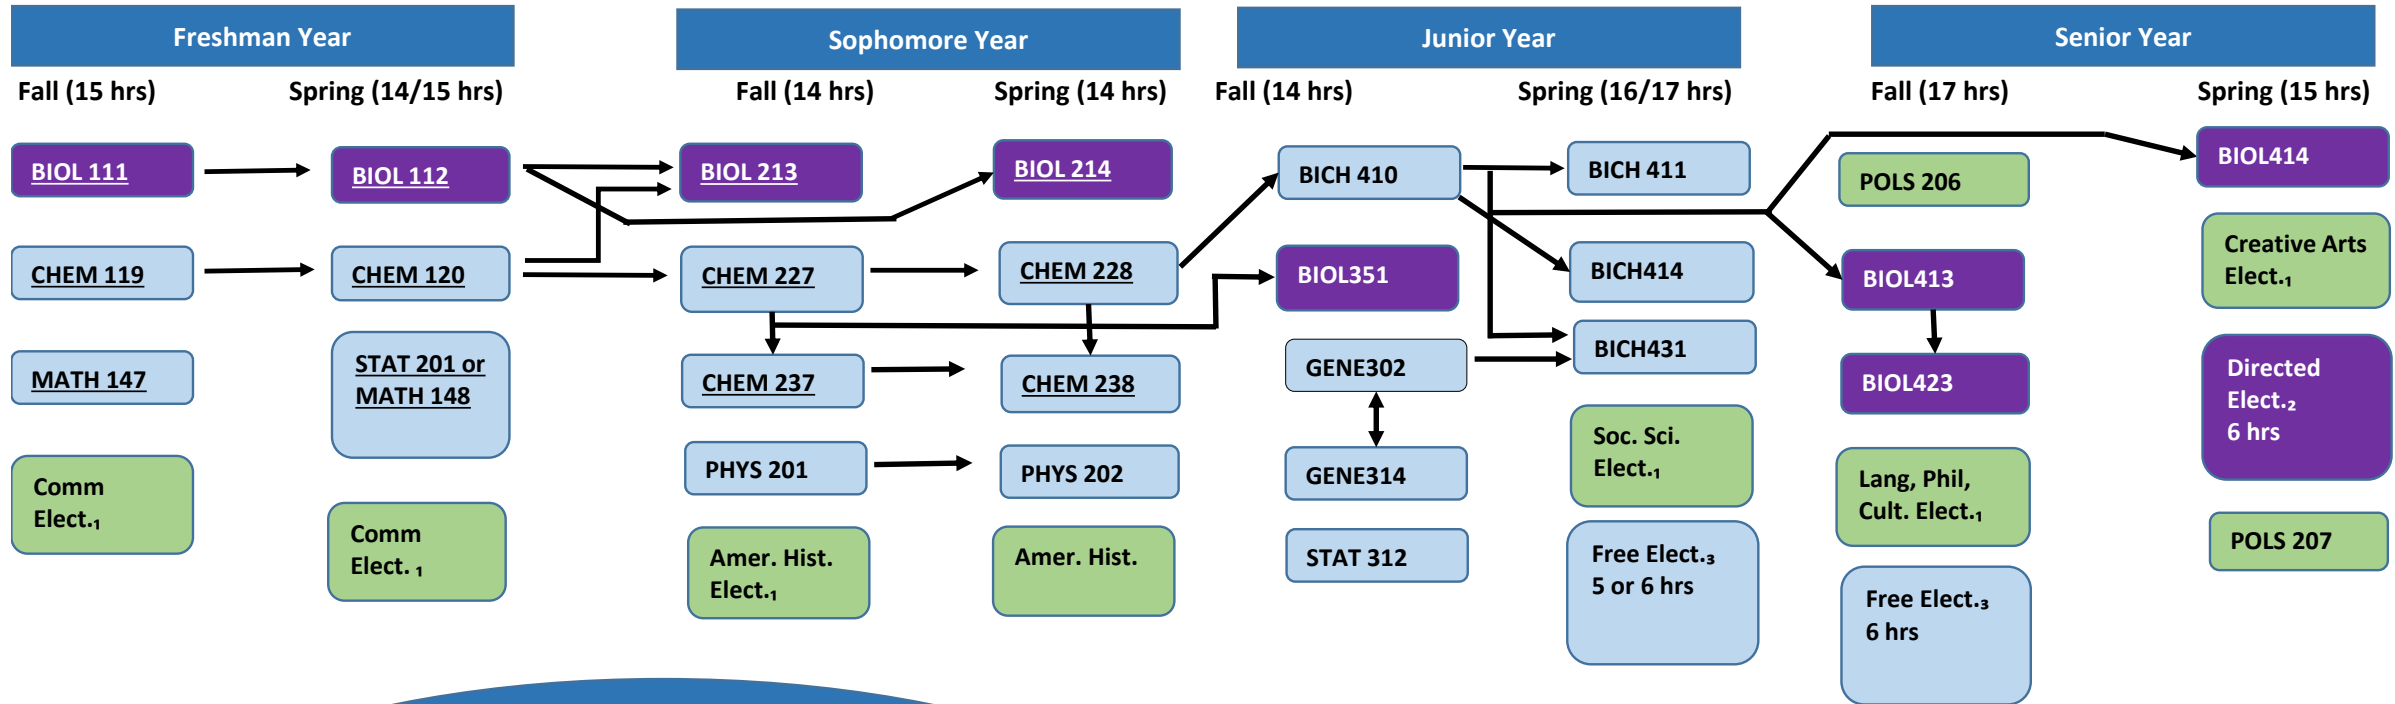 Freshman Year
Sophomore Year
Junior Year
Senior Year
Fall (15 hrs)
Spring (14/15 hrs)
Fall (14 hrs)
Spring (14 hrs)
Fall (14 hrs)
Spring (16/17 hrs)
Fall (17 hrs)
Spring (15 hrs)
BIOL 111
CHEM 119
MATH 147
Comm
Elect.₁
BIOL 112
CHEM 120
STAT 201 or
MATH 148
Comm
Elect. ₁
BIOL 213
CHEM 227
CHEM 237
PHYS 201
Amer. Hist.
Elect.₁
BIOL 214
CHEM 228
CHEM 238
PHYS 202
Amer. Hist.
BICH 410
BIOL351
GENE302
GENE314
STAT 312
BICH 411
BICH414
BICH431
Soc. Sci.
Elect.₁
Free Elect.₃
5 or 6 hrs
POLS 206
BIOL413
BIOL423
Lang, Phil,
Cult. Elect.₁
Free Elect.₃
6 hrs
BIOL414
Creative Arts
Elect.₁
Directed
Elect.₂
6 hrs
POLS 207